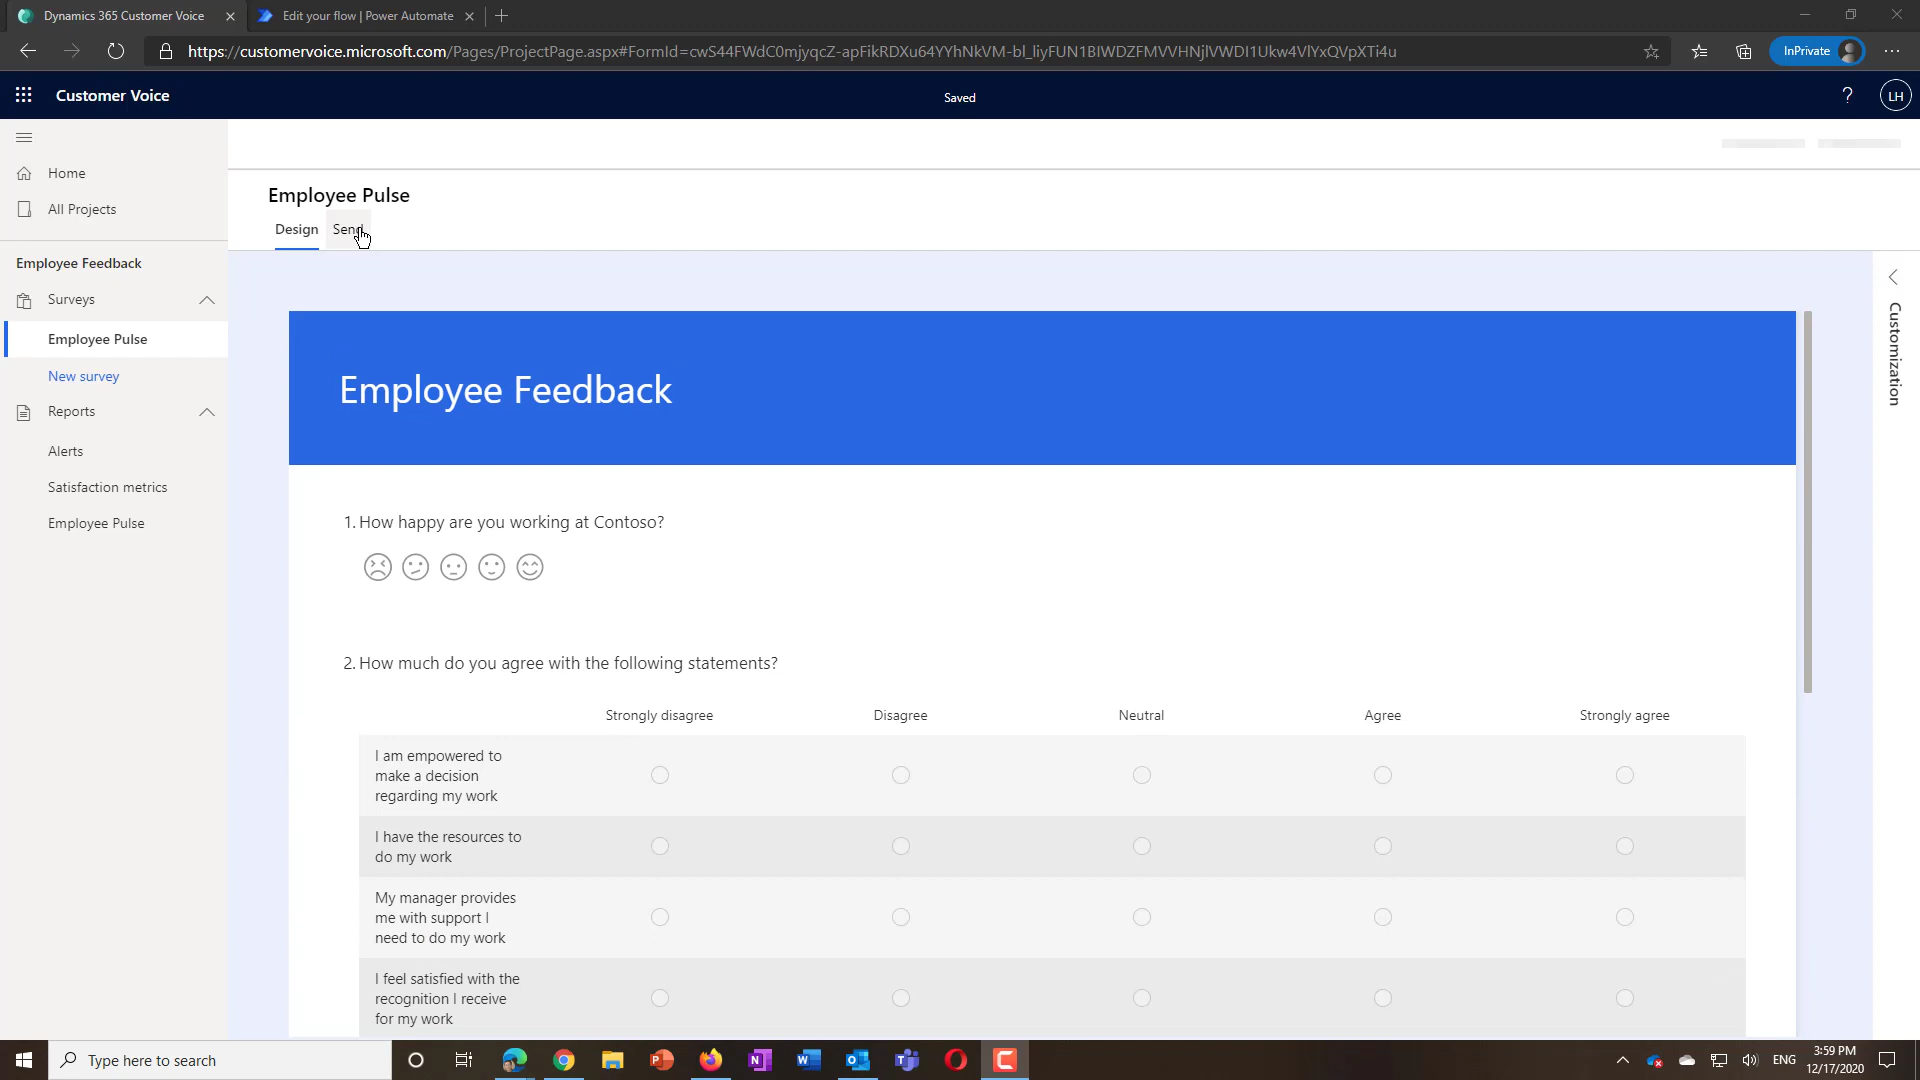 Dynamics 365 Customer Voice
Edit your flow | Power Automate
https://customervoice.microsoft.com/Pages/ProjectPage.aspx#FormId=cwS44FWdC0mjyqcZ-apFikRDXu64YYhNkVM-bl_liyFUN1BIWDZFMVVHNjlVWDI1Ukw4VlYxQVpXTi4u
InPrivate
Customer Voice
Saved
?
LH
Home
All Projects
Employee Feedback
Surveys
Employee Pulse
New survey
Reports
Alerts
Satisfaction metrics
Employee Pulse
Employee Pulse
Design
Send
Customization
Employee Feedback
1. How happy are you working at Contoso?
2. How much do you agree with the following statements?
Strongly disagree
Disagree
Neutral
Agree
Strongly agree
I am empowered to
make a decision
regarding my work
I have the resources to
do my work
My manager provides
me with support I
need to do my work
I feel satisfied with the
recognition I receive
for my work
Type here to search
ENG
3:59 PM
12/17/2020